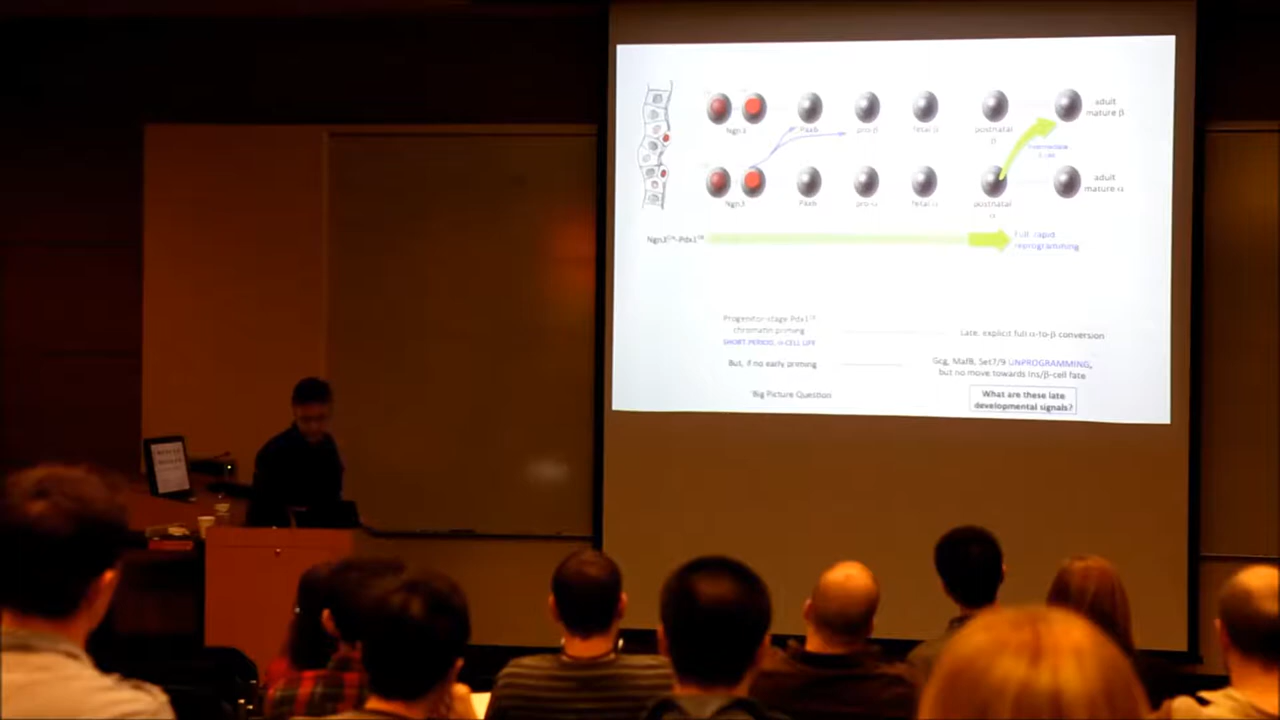 Ngn3
Pax6
pro-β
fetal β
postnatal
β
adult
mature β
Ngn3
Pax6
pro-α
fetal α
postnatal
α
adult
mature α
Intermediate
Ngn3 -Pdx1
Full, rapid
reprogramming
Progenitor-stage Pdx1
chromatin priming
SHORT PERIOD, α-CELL LIFE
Late, explicit full α-to-β conversion
But, if no early priming
Gcg, MafB, Set7/9 UNPROGRAMMING,
but no move towards Ins/β-cell fate
'Big Picture Question
What are these late
developmental signals?